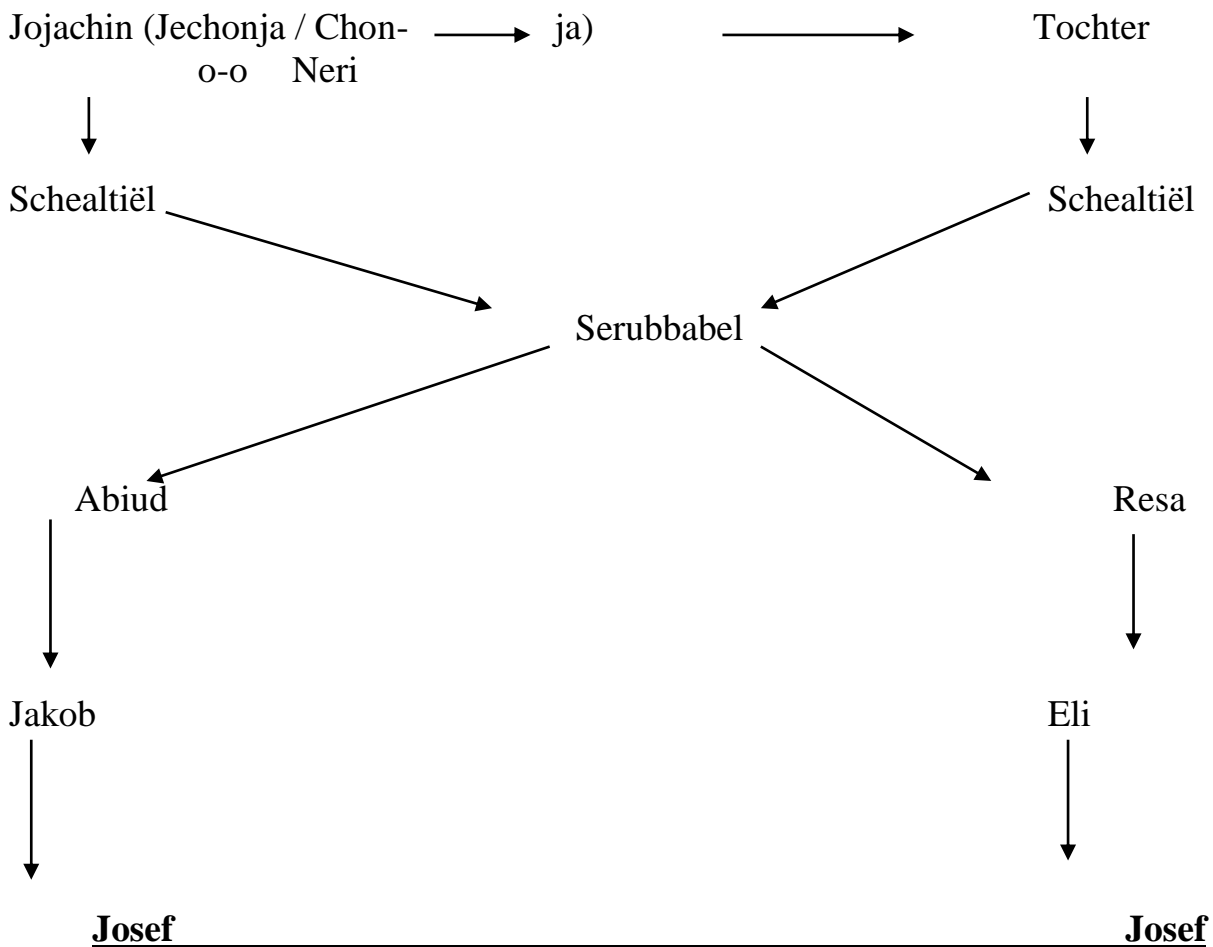 Jojachin (Jechonja / Chon- ja) Tochter
o-o Neri
Schealtiël Schealtiël
Serubbabel
Abiud Resa
Jakob Eli
Josef Josef